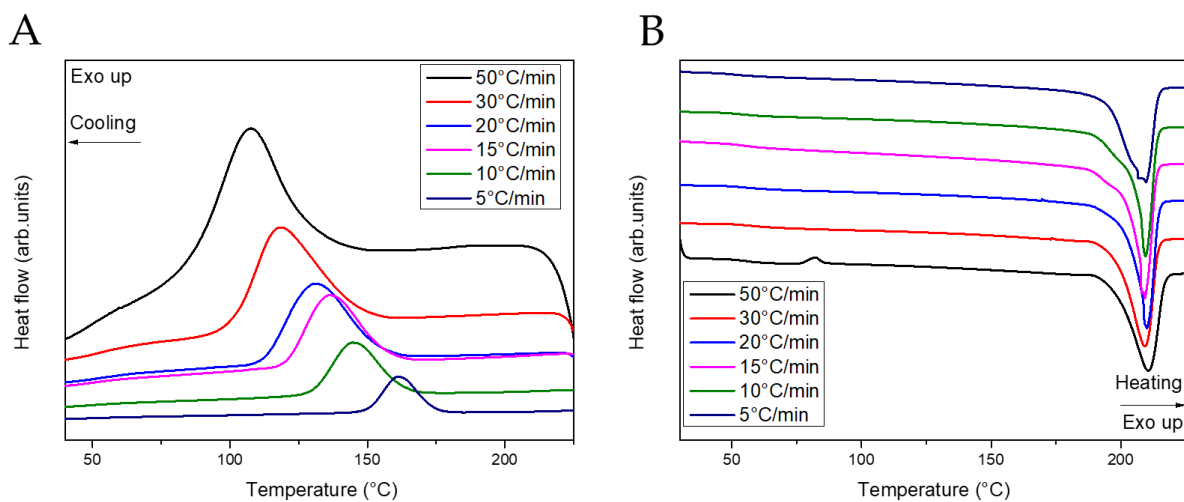 A
Exo up
Cooling
50°C/min
30°C/min
20°C/min
15°C/min
10°C/min
5°C/min
Heat flow (arb.units)
50
100
150
200
Temperature (°C)
B
50°C/min
30°C/min
20°C/min
15°C/min
10°C/min
5°C/min
Heating
Exo up
Heat flow (arb.units)
50
100
150
200
Temperature (°C)